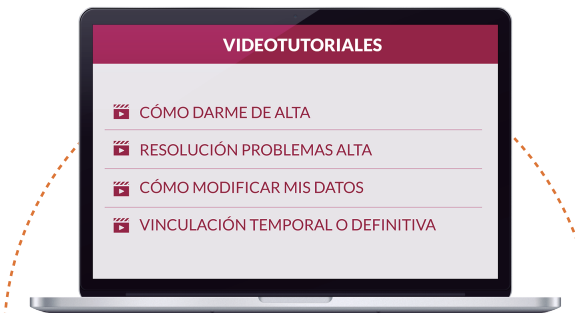 VIDEOTUTORIALES
CÓMO DARME DE ALTA
RESOLUCIÓN PROBLEMAS ALTA
CÓMO MODIFICAR MIS DATOS
VINCULACIÓN TEMPORAL O DEFINITIVA